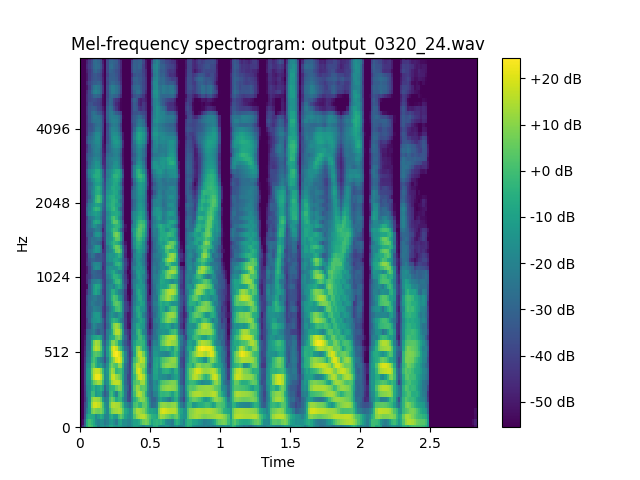 Mel-frequency spectrogram: output_0320_24.wav
+20 dB
+10 dB
4096
+0 dB
2048
-10 dB
Hz
-20 dB
1024
-30 dB
512
-40 dB
-50 dB
0
0 0.5 1 1.5 2 2.5
Time